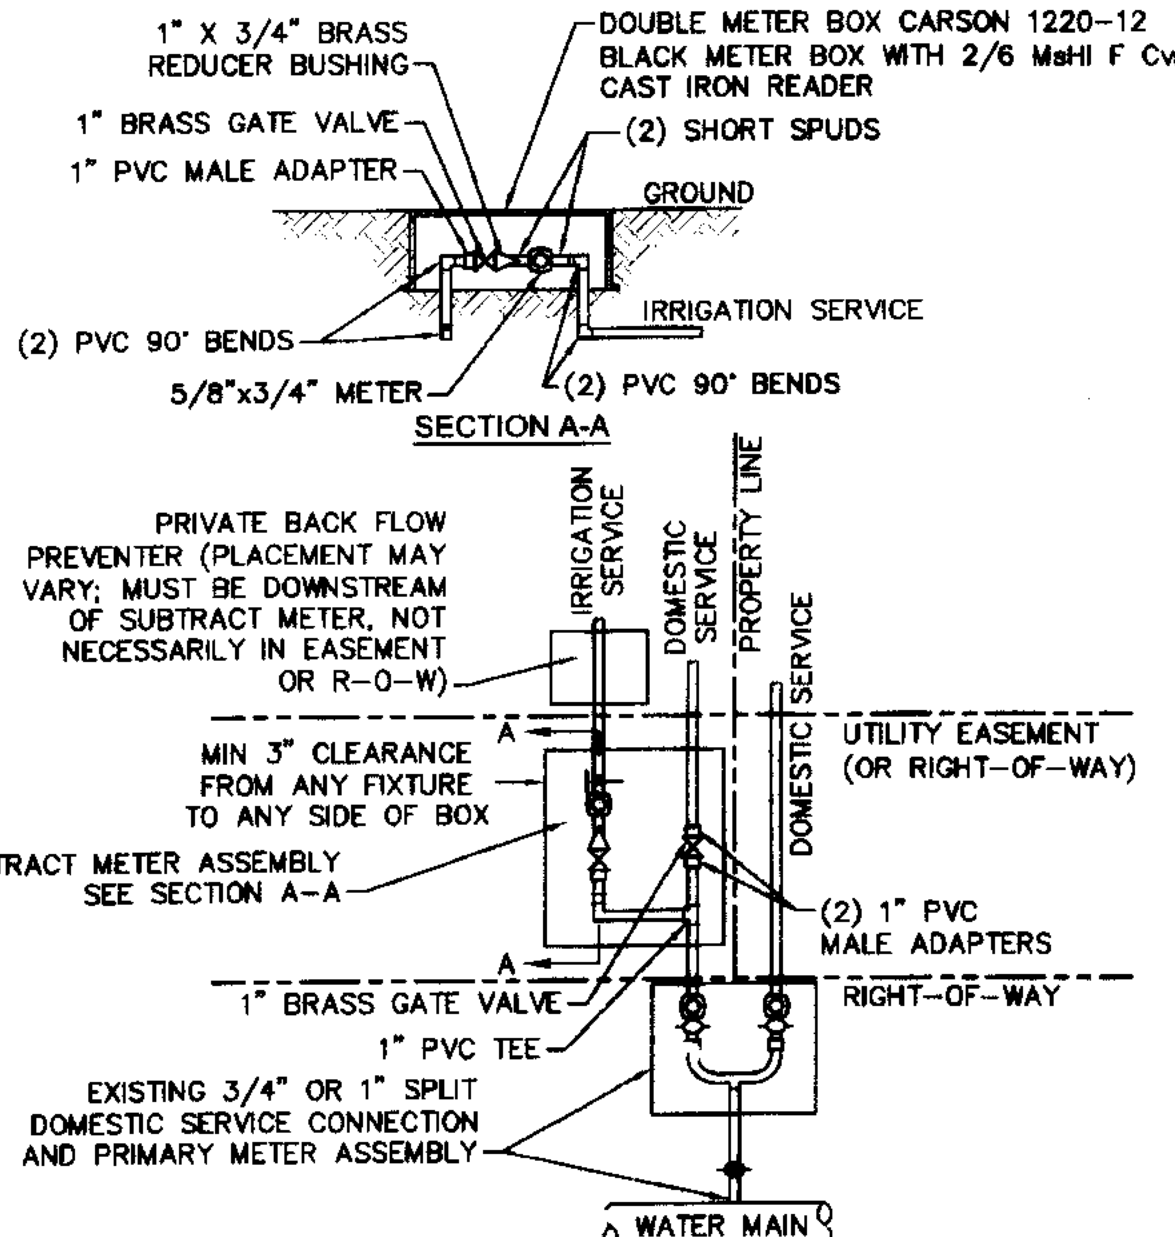 1" X 3/4" BRASS
REDUCER BUSHING
1" BRASS GATE VALVE
1" PVC MALE ADAPTER
DOUBLE METER BOX CARSON 1220-12
BLACK METER BOX WITH 2/6 MsHI F Cv
CAST IRON READER
(2) SHORT SPUDS
GROUND
IRRIGATION SERVICE
(2) PVC 90° BENDS
5/8"x3/4" METER
(2) PVC 90° BENDS
SECTION A-A
PRIVATE BACK FLOW
PREVENTER (PLACEMENT MAY
VARY; MUST BE DOWNSTREAM
OF SUBTRACT METER, NOT
NECESSARILY IN EASEMENT
OR R-O-W)
IRRIGATION
SERVICE
DOMESTIC
SERVICE
PROPERTY LINE
DOMESTIC SERVICE
A
MIN 3" CLEARANCE
FROM ANY FIXTURE
TO ANY SIDE OF BOX
UTILITY EASEMENT
(OR RIGHT-OF-WAY)
TRACT METER ASSEMBLY
SEE SECTION A-A
(2) 1" PVC
MALE ADAPTERS
A
1" BRASS GATE VALVE
RIGHT-OF-WAY
1" PVC TEE
EXISTING 3/4" OR 1" SPLIT
DOMESTIC SERVICE CONNECTION
AND PRIMARY METER ASSEMBLY
WATER MAIN